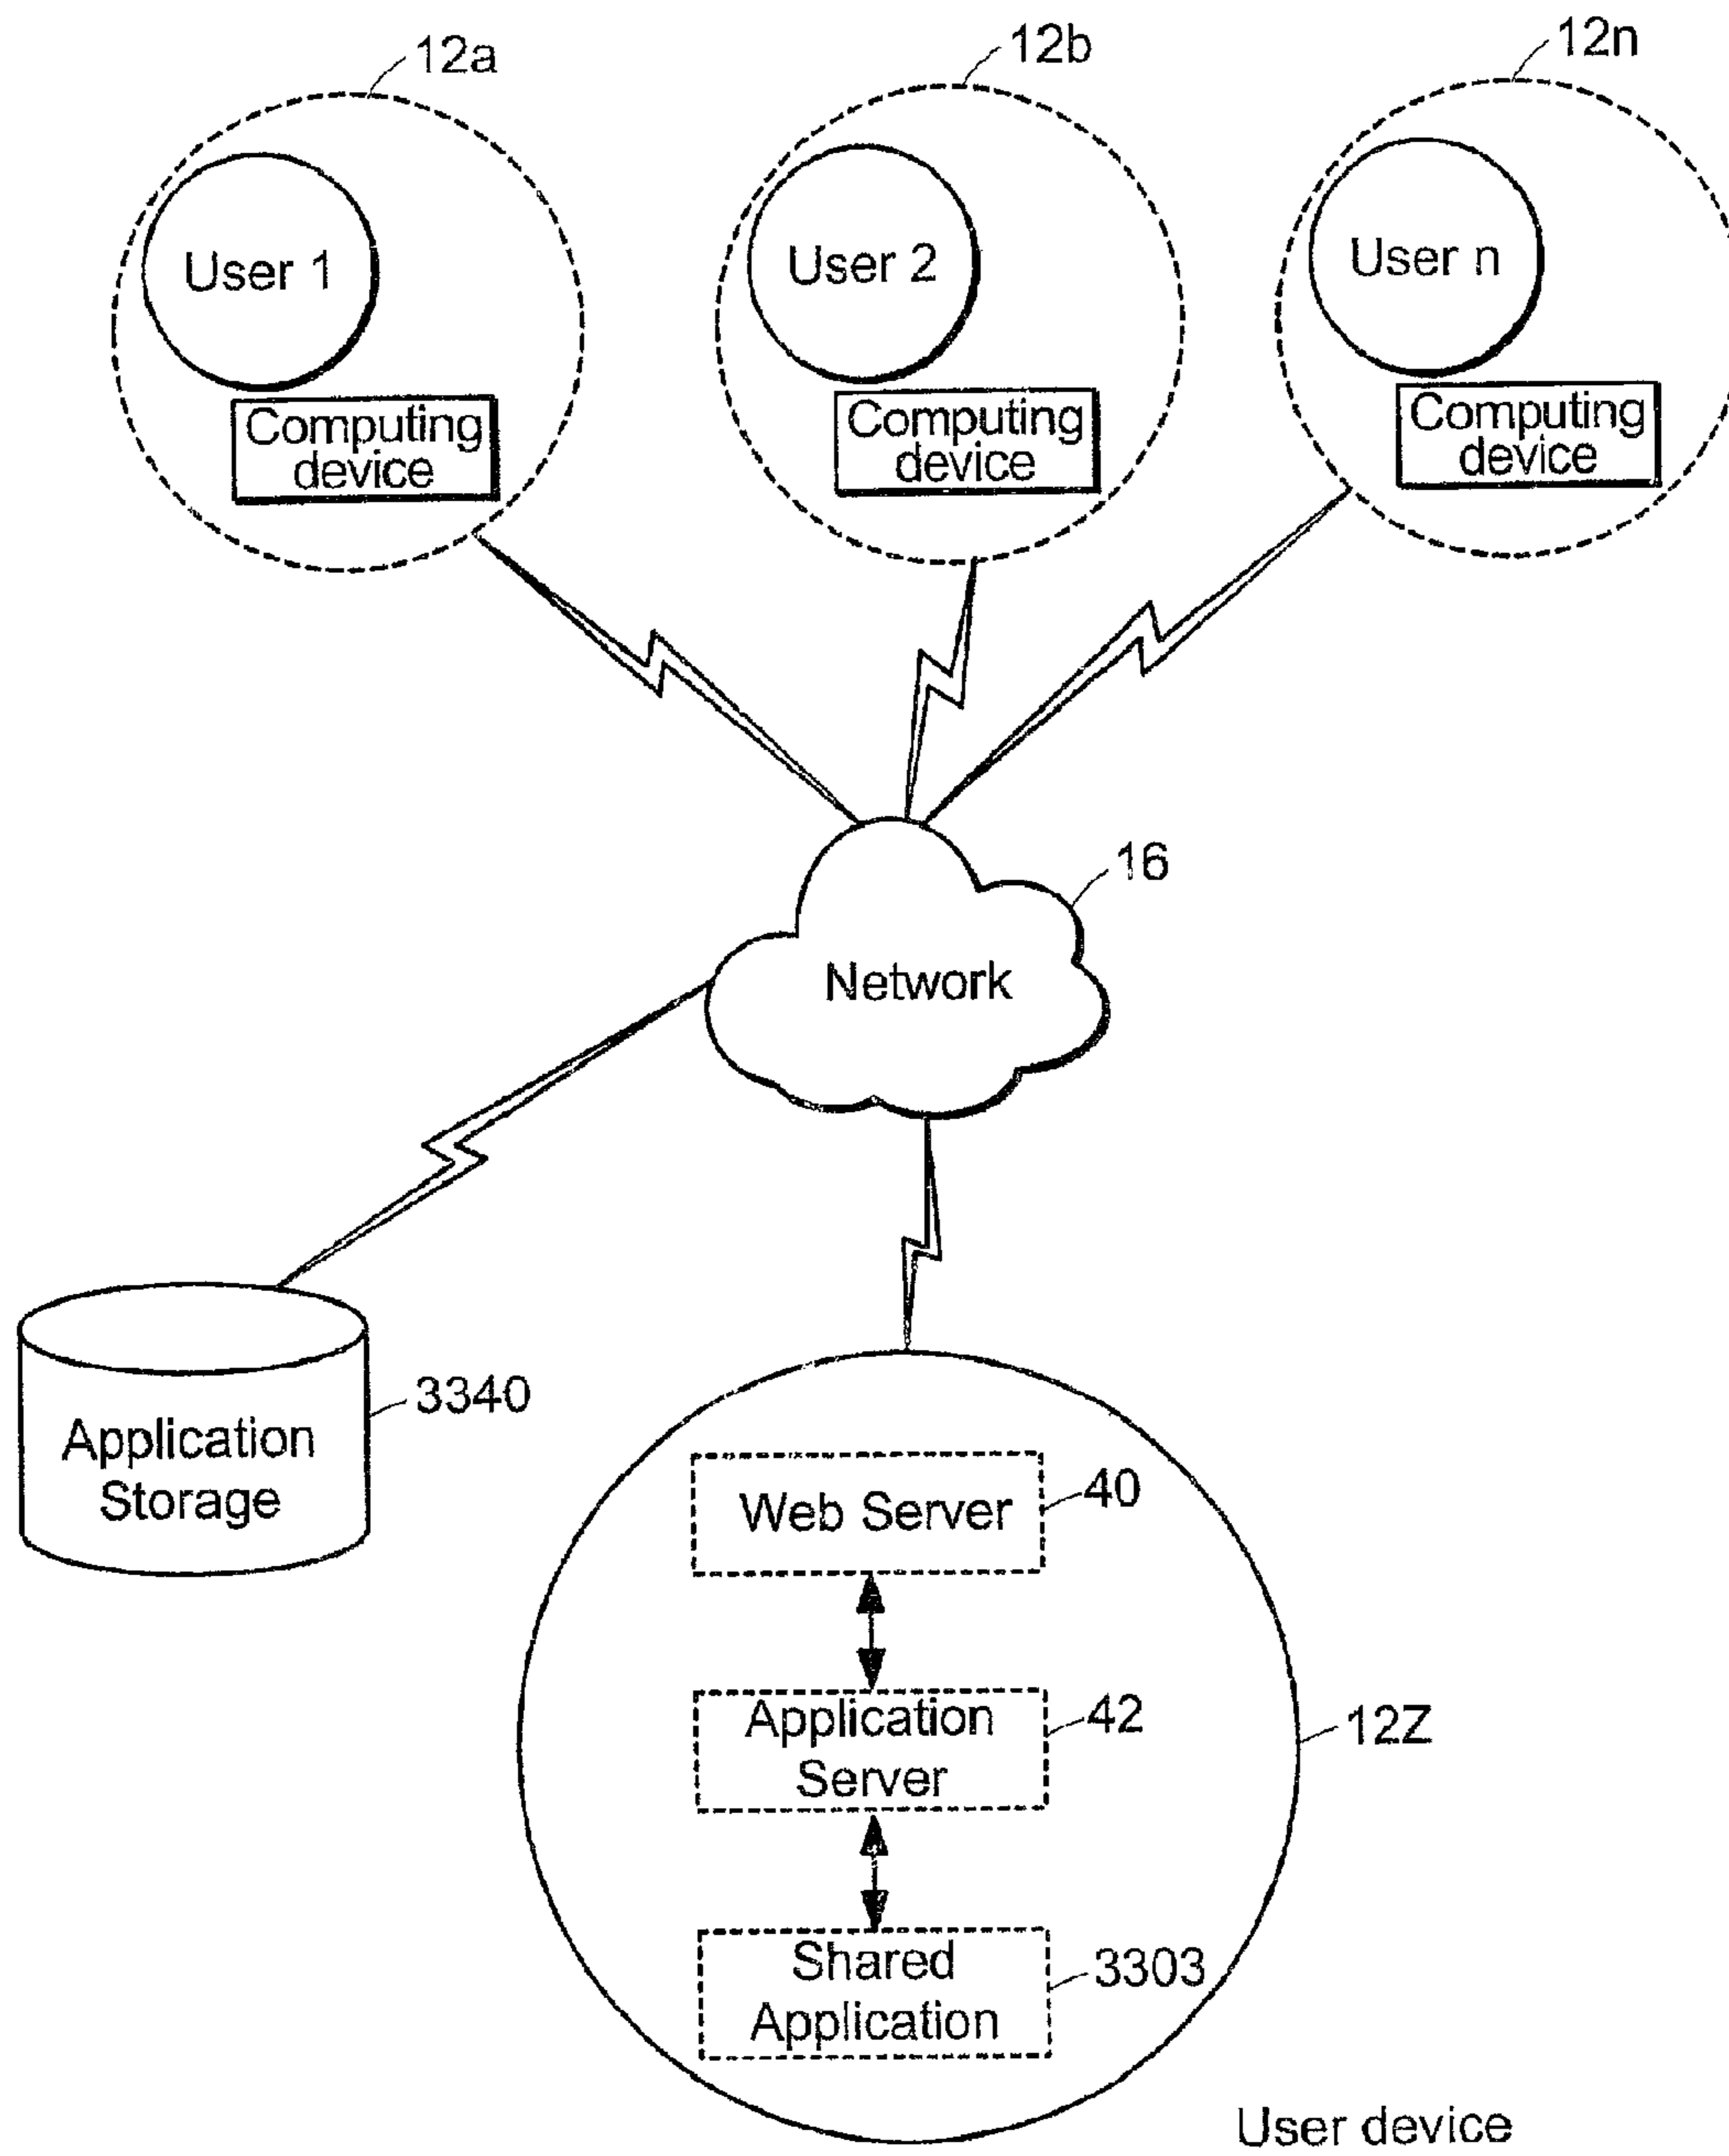 12a
12b
12n
User 1
User 2
User n
Computing
device
Computing
device
Computing
device
16
Network
3340
Application
Storage
Web Server
40
Application
Server
42
12Z
Shared
Application
3303
User device